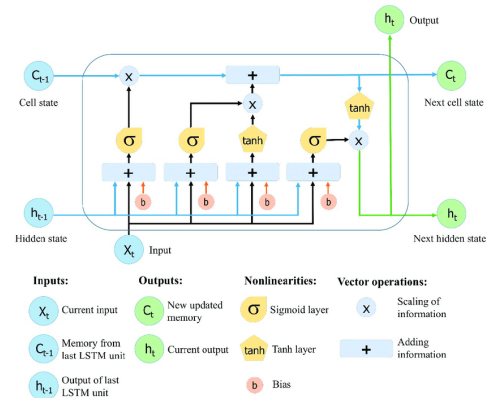 ht
Output
Ct-1
x
+
Ct
Cell state
Next cell state
tanh
x
x
σ
σ
tanh
σ
+
+
+
+
ht-1
b
b
b
b
ht
Hidden state
Next hidden state
Xt
Input
Inputs:
Outputs:
Nonlinearities:
Vector operations:
Xt
Current input
Ct
New updated
memory
σ
Sigmoid layer
x
Scaling of
information
Ct-1
Memory from
last LSTM unit
ht
Current output
tanh
Tanh layer
+
Adding
information
ht-1
Output of last
LSTM unit
b
Bias